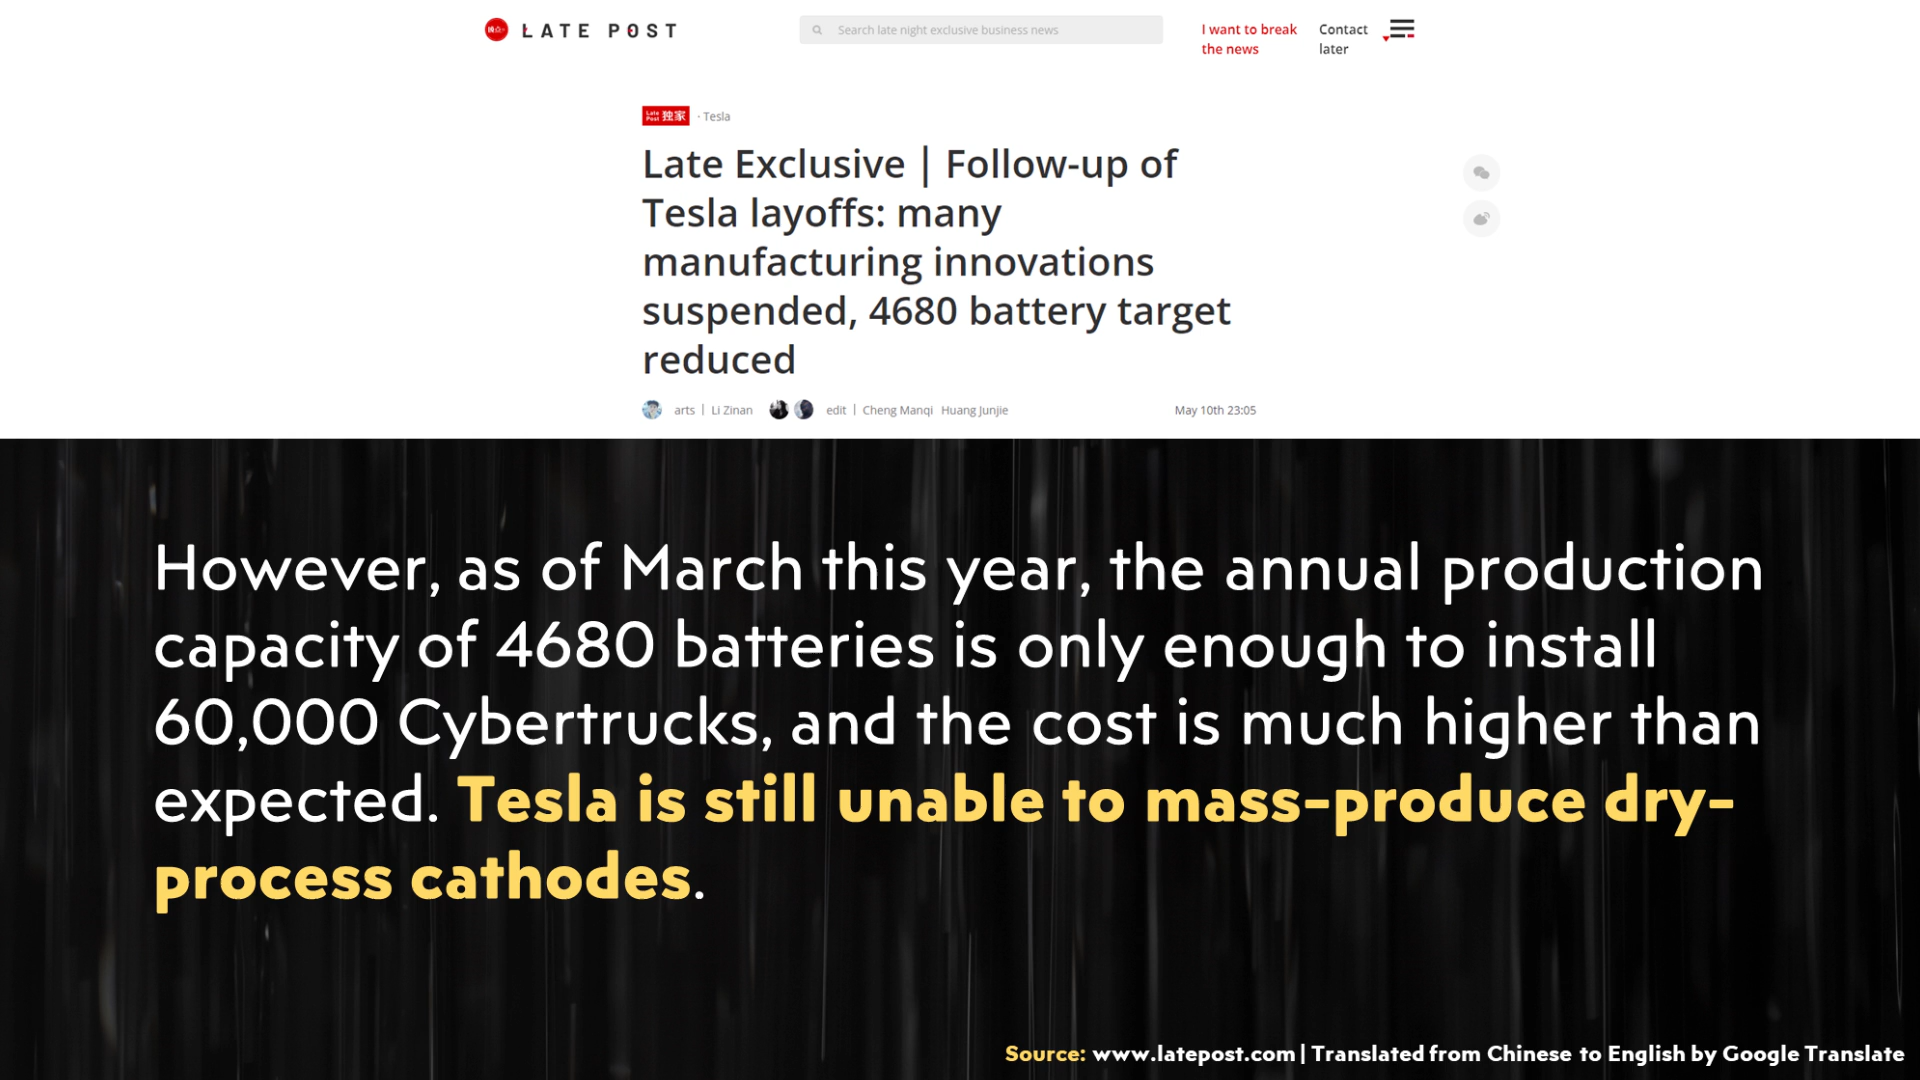 晚点
LATE POST
Search late night exclusive business news
I want to break
the news
Contact
later
Late Post 独家 · Tesla
Late Exclusive | Follow-up of
Tesla layoffs: many
manufacturing innovations
suspended, 4680 battery target
reduced
arts | Li Zinan edit | Cheng Manqi Huang Junjie May 10th 23:05
However, as of March this year, the annual production
capacity of 4680 batteries is only enough to install
60,000 Cybertrucks, and the cost is much higher than
expected. Tesla is still unable to mass-produce dry-
process cathodes.
Source: www.latepost.com | Translated from Chinese to English by Google Translate